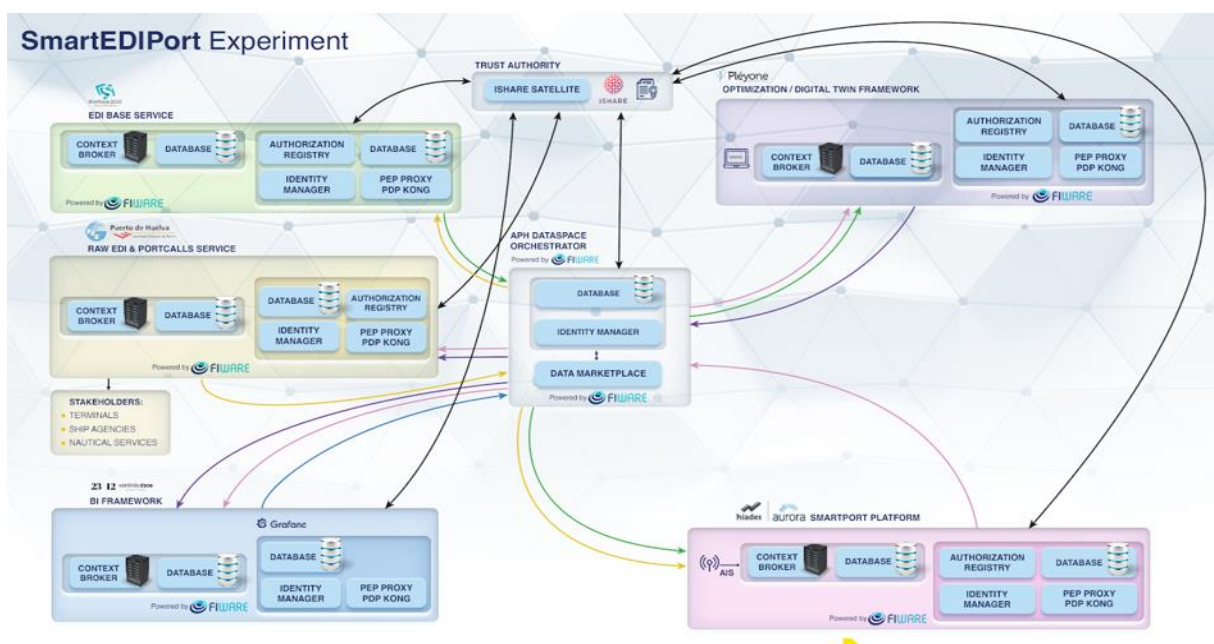 SmartEDIPort Experiment
TRUST AUTHORITY
ISHARE SATELLITE
iSHARE
EDI BASE SERVICE
CONTEXT
BROKER
DATABASE
AUTHORIZATION
REGISTRY
DATABASE
IDENTITY
MANAGER
PEP PROXY
PDP KONG
Powered by FIWARE
Pleyone
OPTIMIZATION / DIGITAL TWIN FRAMEWORK
CONTEXT
BROKER
DATABASE
AUTHORIZATION
REGISTRY
DATABASE
IDENTITY
MANAGER
PEP PROXY
PDP KONG
Powered by FIWARE
Puerto de Huelva
RAW EDI & PORTCALLS SERVICE
CONTEXT
BROKER
DATABASE
DATABASE
AUTHORIZATION
REGISTRY
IDENTITY
MANAGER
PEP PROXY
PDP KONG
Powered by FIWARE
APH DATASPACE
ORCHESTRATOR
Powered by FIWARE
DATABASE
IDENTITY MANAGER
DATA MARKETPLACE
Powered by FIWARE
STAKEHOLDERS:
TERMINALS
SHIP AGENCIES
NAUTICAL SERVICES
23 12
BI FRAMEWORK
Grafana
CONTEXT
BROKER
DATABASE
DATABASE
IDENTITY
MANAGER
PEP PROXY
PDP KONG
Powered by FIWARE
hiades aurora SMARTPORT PLATFORM
AIS
CONTEXT
BROKER
DATABASE
AUTHORIZATION
REGISTRY
DATABASE
IDENTITY
MANAGER
PEP PROXY
PDP KONG
Powered by FIWARE